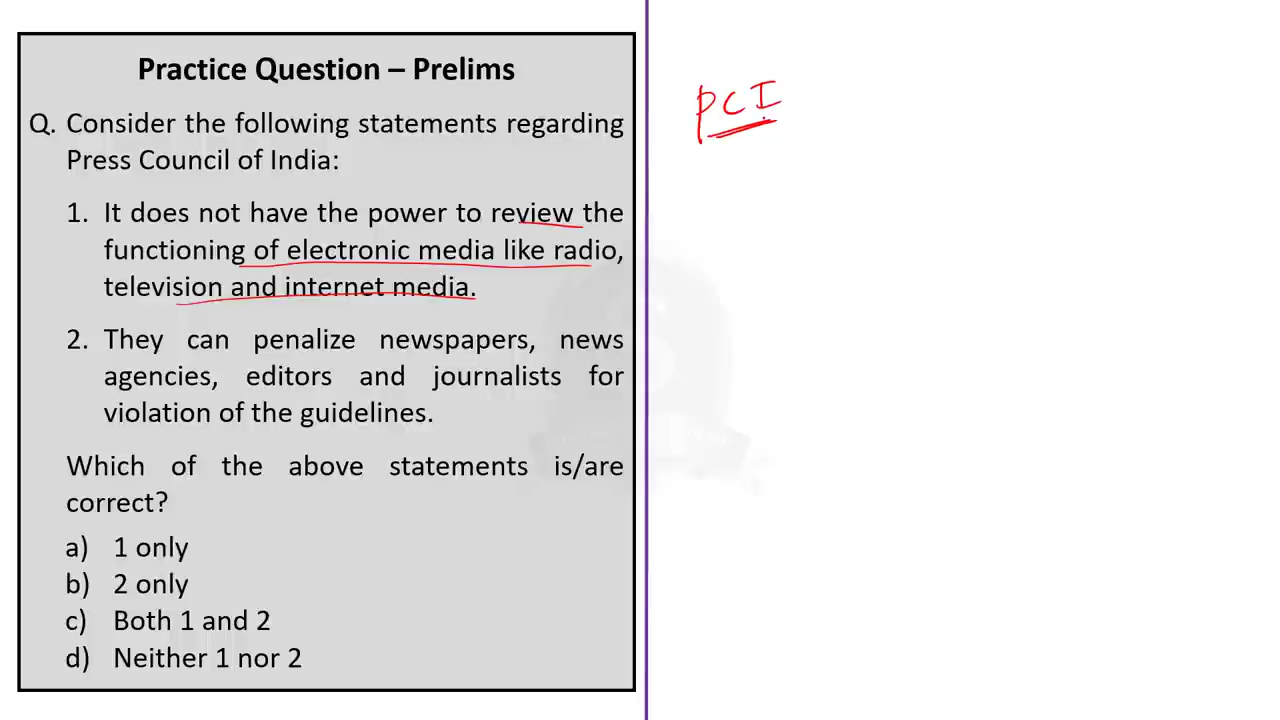 Practice Question – Prelims
Q. Consider the following statements regarding
Press Council of India:
1. It does not have the power to review the
functioning of electronic media like radio,
television and internet media.
2. They can penalize newspapers, news
agencies, editors and journalists for
violation of the guidelines.
Which of the above statements is/are
correct?
a) 1 only
b) 2 only
c) Both 1 and 2
d) Neither 1 nor 2
PCI